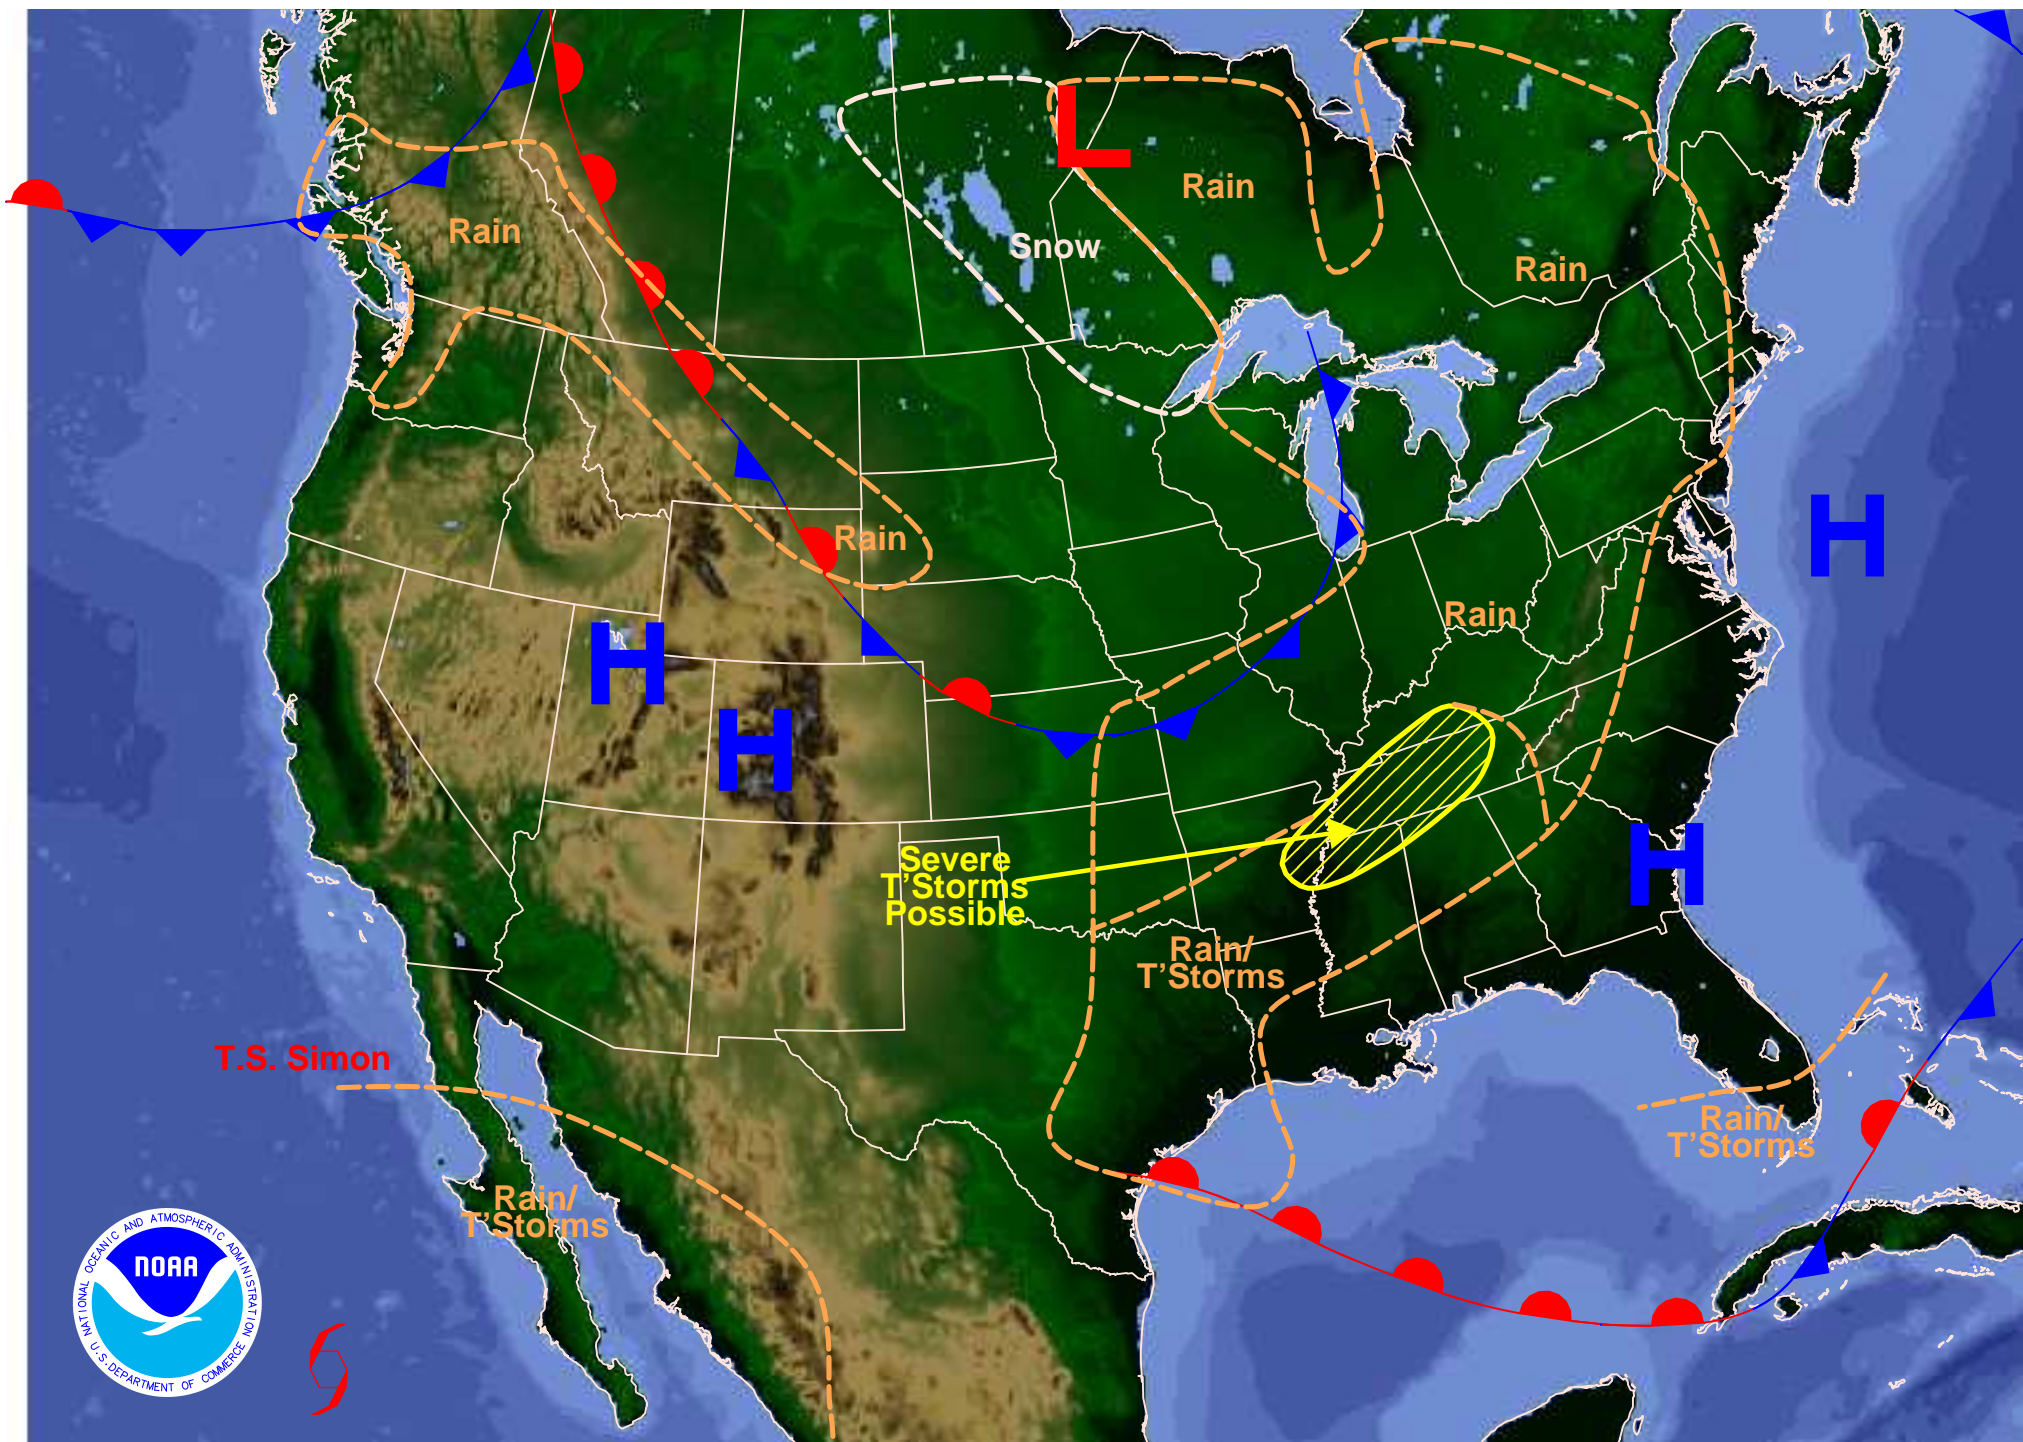 L
Rain
Rain
Snow
Rain
H
Rain
Rain
H
H
H
Severe
T'Storms
Possible
Rain/
T'Storms
T.S. Simon
Rain/
T'Storms
Rain/
T'Storms
NATIONAL OCEANIC AND ATMOSPHERIC ADMINISTRATION
NOAA
U.S. DEPARTMENT OF COMMERCE